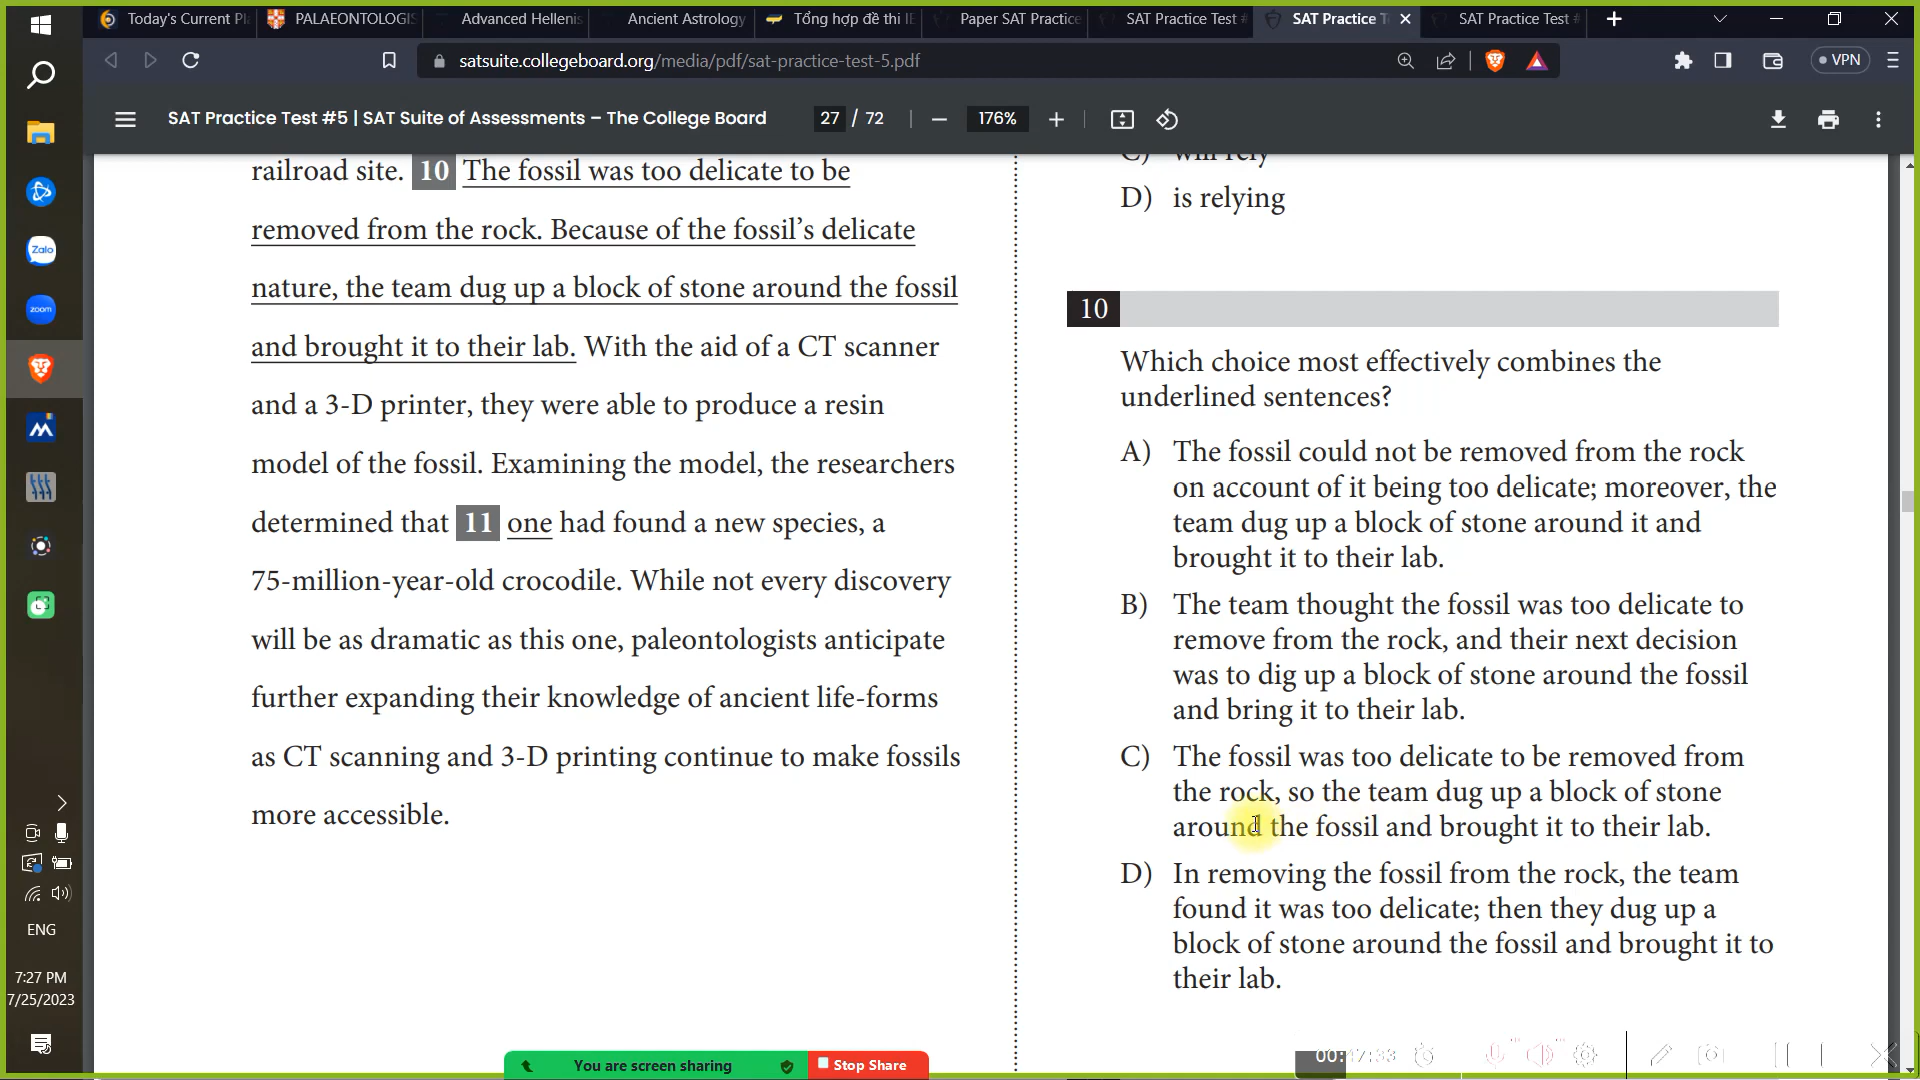 Today's Current Pl
PALAEONTOLOGIS
Advanced Hellenis
Ancient Astrology
Tổng hợp đề thi IE
Paper SAT Practice
SAT Practice Test #
SAT Practice T
SAT Practice Test #
satsuite.collegeboard.org/media/pdf/sat-practice-test-5.pdf
VPN
SAT Practice Test #5 | SAT Suite of Assessments – The College Board
27 / 72
176%
railroad site. 10 The fossil was too delicate to be
removed from the rock. Because of the fossil's delicate
nature, the team dug up a block of stone around the fossil
and brought it to their lab. With the aid of a CT scanner
and a 3-D printer, they were able to produce a resin
model of the fossil. Examining the model, the researchers
determined that 11 one had found a new species, a
75-million-year-old crocodile. While not every discovery
will be as dramatic as this one, paleontologists anticipate
further expanding their knowledge of ancient life-forms
as CT scanning and 3-D printing continue to make fossils
more accessible.
C) will rely
D) is relying
10
Which choice most effectively combines the
underlined sentences?
A) The fossil could not be removed from the rock
on account of it being too delicate; moreover, the
team dug up a block of stone around it and
brought it to their lab.
B) The team thought the fossil was too delicate to
remove from the rock, and their next decision
was to dig up a block of stone around the fossil
and bring it to their lab.
C) The fossil was too delicate to be removed from
the rock, so the team dug up a block of stone
around the fossil and brought it to their lab.
D) In removing the fossil from the rock, the team
found it was too delicate; then they dug up a
block of stone around the fossil and brought it to
their lab.
Zalo
zoom
ENG
7:27 PM
7/25/2023
You are screen sharing
Stop Share
00:47:33